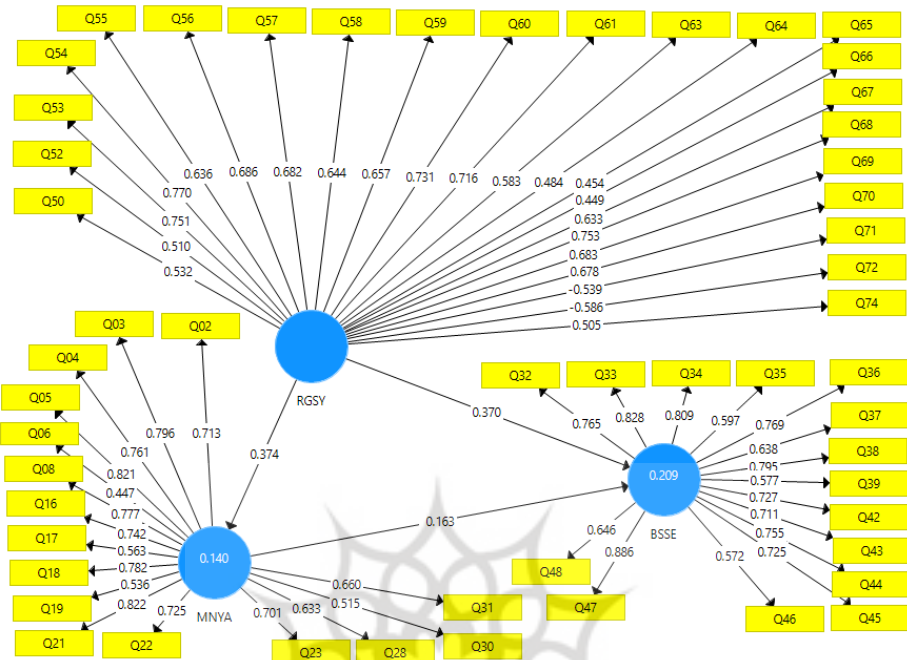 Q55 Q56 Q57 Q58 Q59 Q60 Q61 Q63 Q64 Q65
Q54 Q66
Q53 Q67
Q52 Q68
Q50 Q69
Q70
Q71
Q72
Q74
0.636 0.686 0.682 0.644 0.657 0.731 0.716 0.583 0.484 0.454
0.770 0.449
0.751 0.633
0.510 0.753
0.532 0.683
0.678
-0.539
-0.586
0.505
RGSY
0.374
0.370
0.163
Q03 Q02
Q04
Q05
Q06
Q08
Q16
Q17
Q18
Q19
Q21 Q22 Q23 Q28 Q30
Q31
0.796 0.713
0.761
0.821
0.447
0.777
0.742
0.563
0.782
0.536
0.822
0.725 0.701 0.633 0.515
0.660
0.140
MNYA
Q32 Q33 Q34 Q35 Q36
Q37
Q38
Q39
Q42
Q43
Q44
Q48 Q47 Q46 Q45
0.765 0.828 0.809 0.597 0.769
0.638
0.795
0.577
0.727
0.711
0.755
0.725
0.646 0.886 0.572
0.209
BSSE